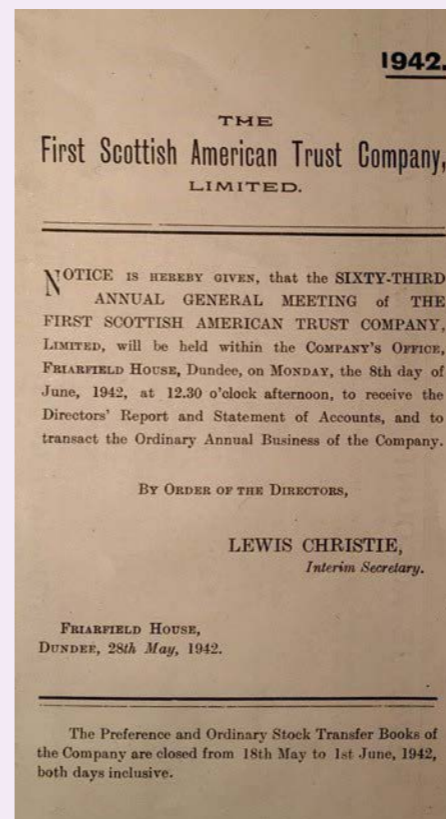 1942.
THE
First Scottish American Trust Company,
LIMITED.
NOTICE IS HEREBY GIVEN, that the SIXTY-THIRD
ANNUAL GENERAL MEETING of THE
FIRST SCOTTISH AMERICAN TRUST COMPANY,
LIMITED, will be held within the COMPANY'S OFFICE,
FRIARFIELD HOUSE, Dundee, on MONDAY, the 8th day of
June, 1942, at 12.30 o'clock afternoon, to receive the
Directors' Report and Statement of Accounts, and to
transact the Ordinary Annual Business of the Company.
BY ORDER OF THE DIRECTORS,
LEWIS CHRISTIE,
Interim Secretary.
FRIARFIELD HOUSE,
DUNDEE, 28th May, 1942.
The Preference and Ordinary Stock Transfer Books of
the Company are closed from 18th May to 1st June, 1942,
both days inclusive.